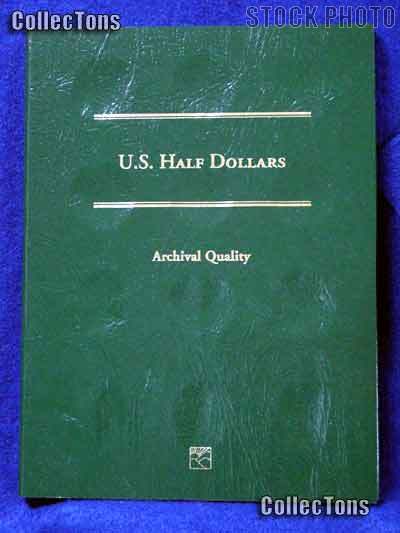 CollecTons
STOCK PHOTO
U.S. HALF DOLLARS
Archival Quality
CollecTons